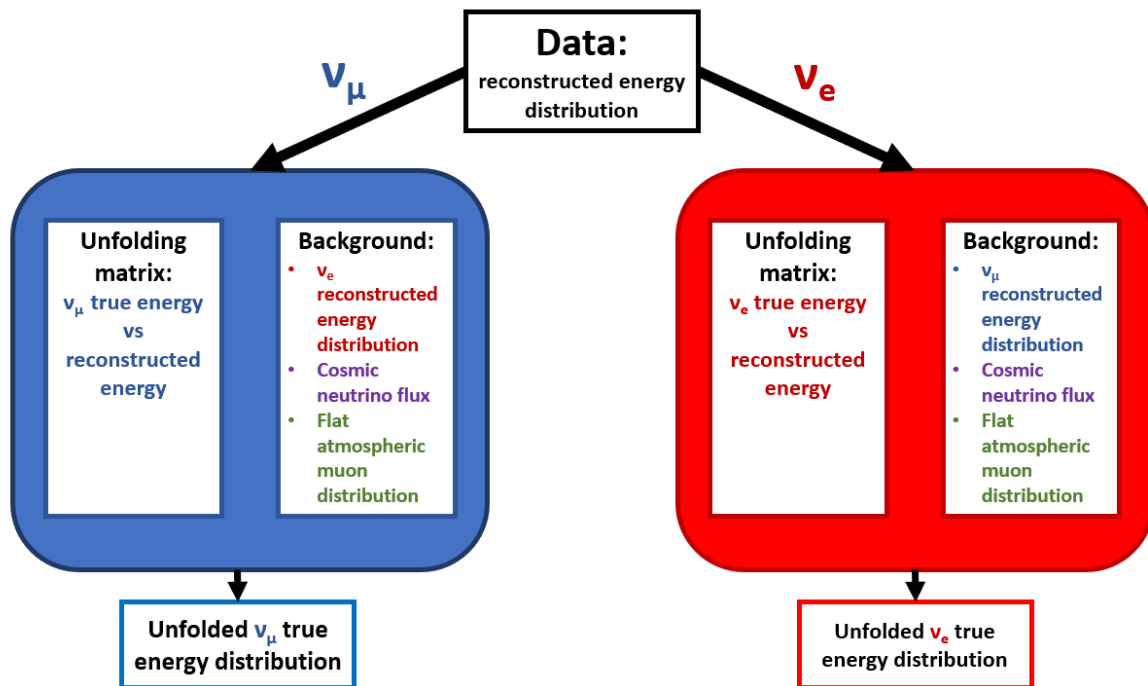 Data:
reconstructed energy
distribution
νμ
νe
Unfolding
matrix:
νμ true energy
vs
reconstructed
energy
Background:
• νe
reconstructed
energy
distribution
• Cosmic
neutrino flux
• Flat
atmospheric
muon
distribution
Unfolding
matrix:
νe true energy
vs
reconstructed
energy
Background:
• νμ
reconstructed
energy
distribution
• Cosmic
neutrino flux
• Flat
atmospheric
muon
distribution
Unfolded νμ true
energy distribution
Unfolded νe true
energy distribution